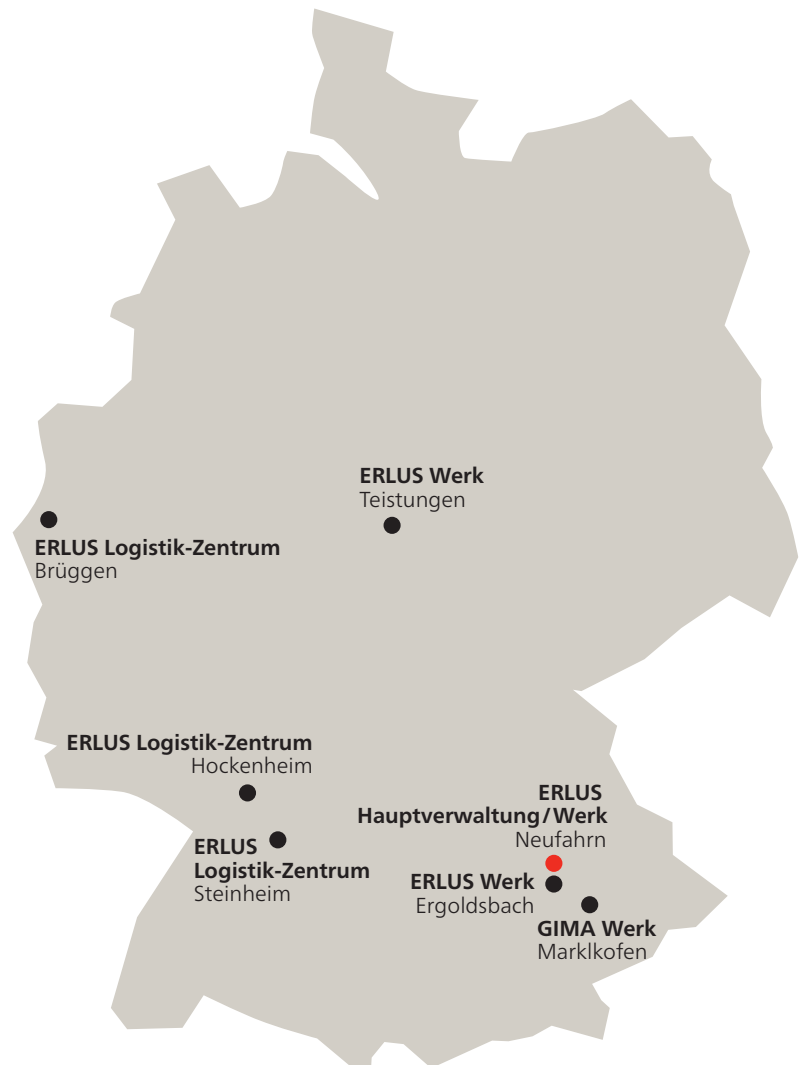 ERLUS Werk
Teistungen
ERLUS Logistik-Zentrum
Brüggen
ERLUS Logistik-Zentrum
Hockenheim
ERLUS
Logistik-Zentrum
Steinheim
ERLUS
Hauptverwaltung/Werk
Neufahrn
ERLUS Werk
Ergoldsbach
GIMA Werk
Marklkofen